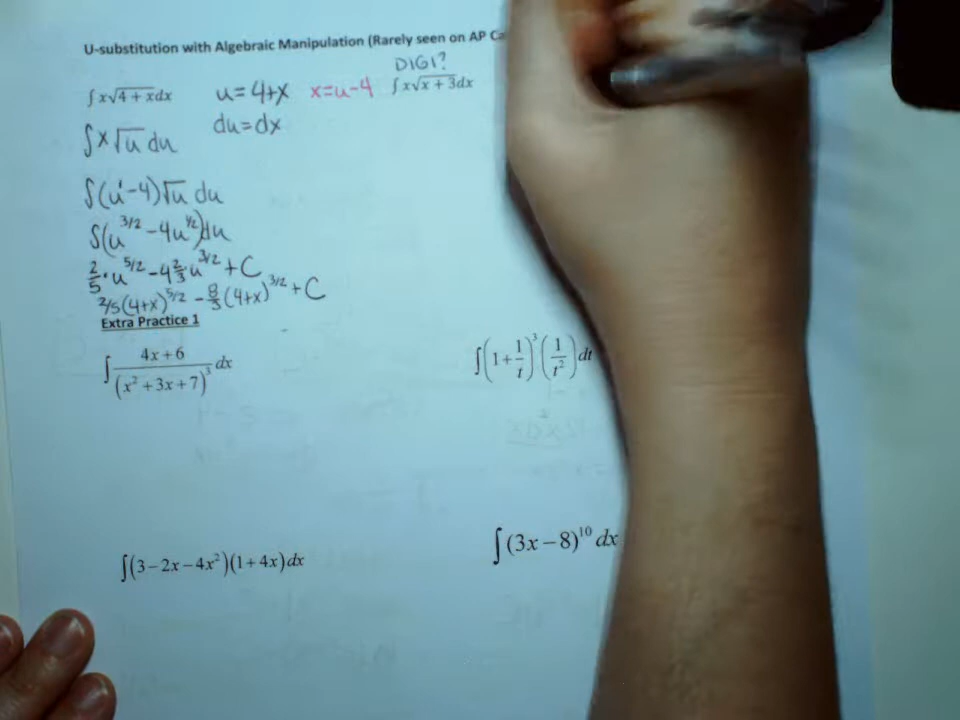 U-substitution with Algebraic Manipulation (Rarely seen on AP
DIGI?
∫x√(4+x)dx u=4+x x=u-4 ∫x√(x+3)dx
∫x√u du du=dx
∫(u¹-4)√u du
∫(u^3/2-4u^1/2)du
2/5·u^5/2-4·2/3u^3/2+C
2/5(4+x)^5/2-8/3(4+x)^3/2+C
Extra Practice 1
∫(4x+6)/(x²+3x+7)³ dx ∫(1+1/t)³(1/t²)dt
∫(3-2x-4x²)(1+4x)dx ∫(3x-8)¹⁰ dx